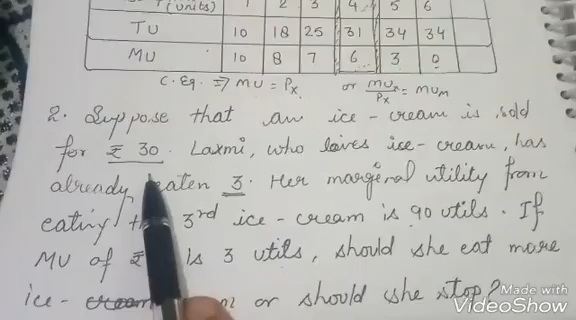 (Units) 1 2 3 4 5 6
TU 10 18 25 31 34 34
MU 10 8 7 6 3 0
C. Eq. ⇒ MU = Px or MUx/Px = MUm
2. Suppose that an ice-cream is sold
for ₹ 30. Laxmi, who loves ice-cream, has
already eaten 3. Her marginal utility from
eating 3rd ice-cream is 90 utils. If
MU of ₹ is 3 utils, should she eat more
ice- or should she stop?
Made with
VideoShow